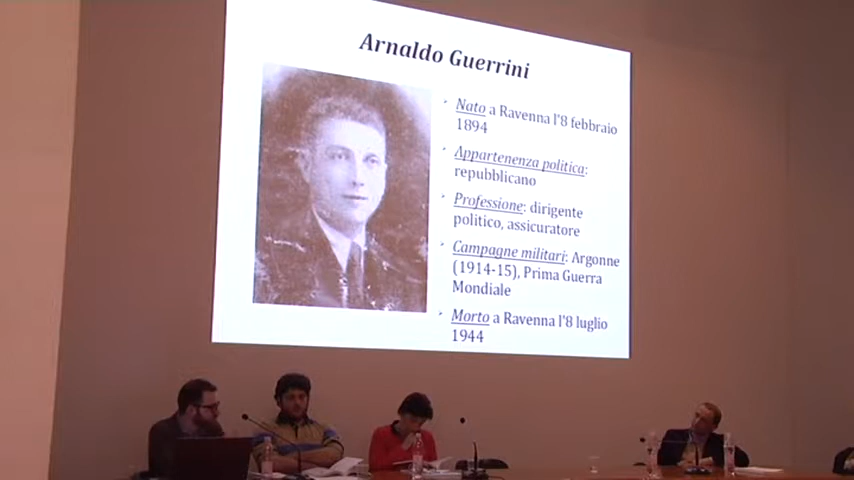 Arnaldo Guerrini
Nato a Ravenna l'8 febbraio
1894
Appartenenza politica:
repubblicano
Professione: dirigente
politico, assicuratore
Campagne militari: Argonne
(1914-15), Prima Guerra
Mondiale
Morto a Ravenna l'8 luglio
1944